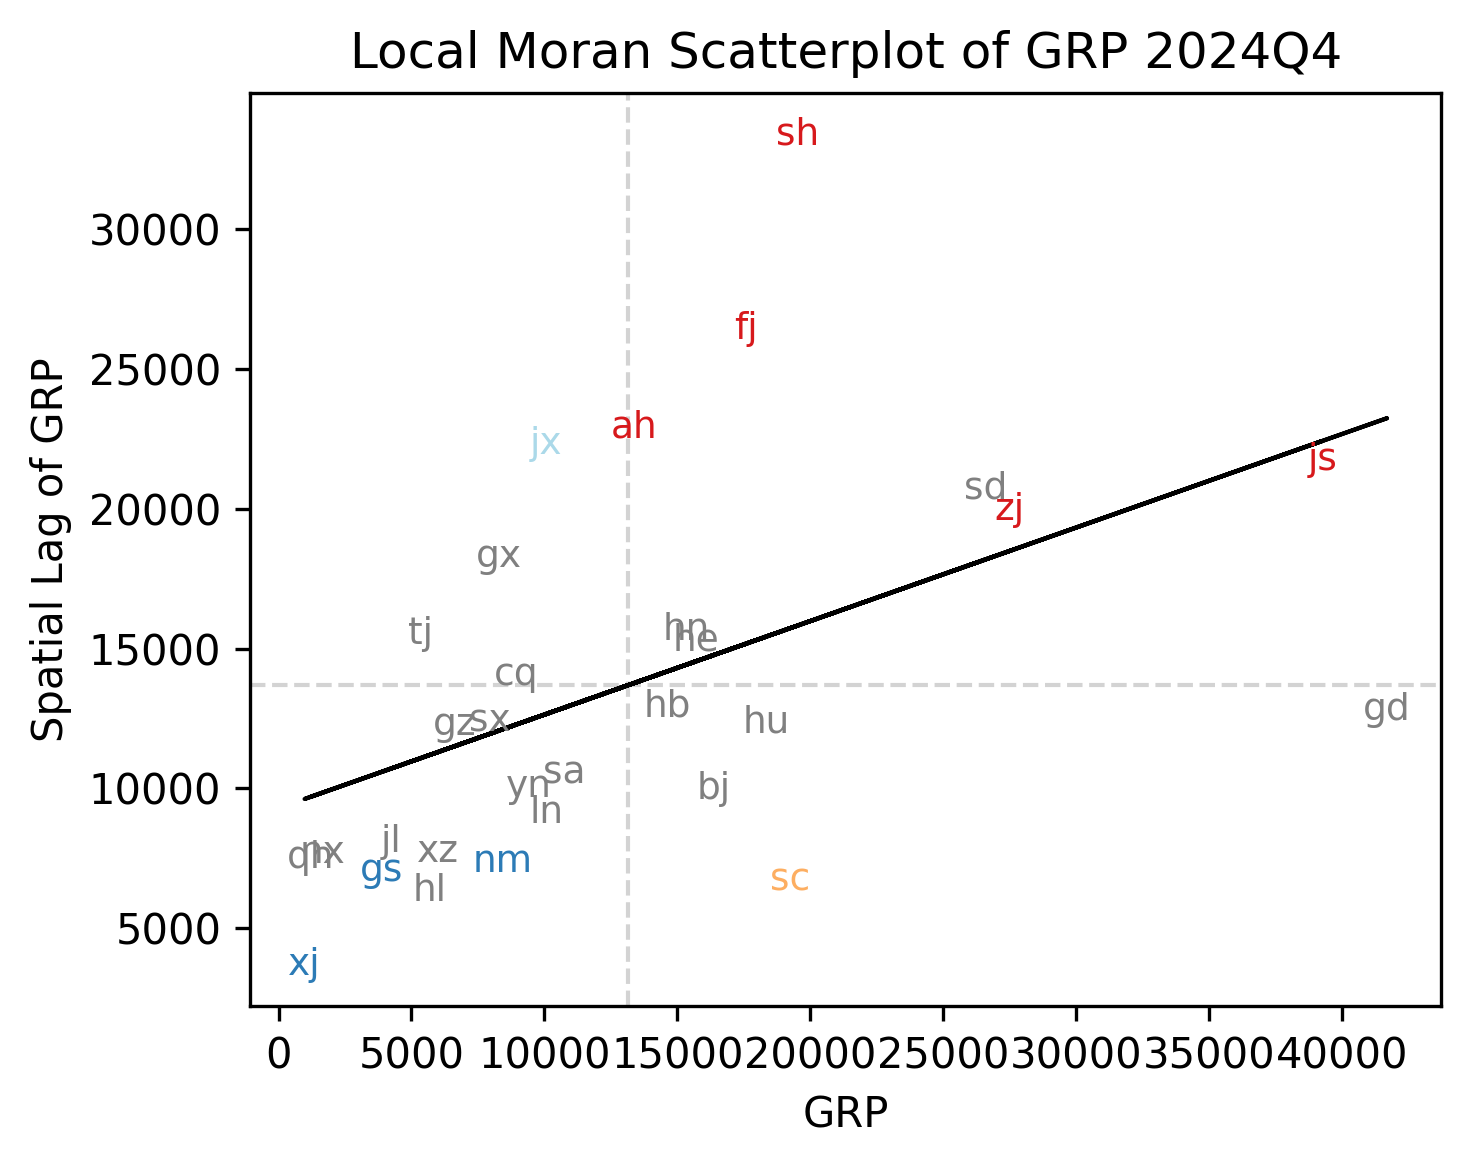 Local Moran Scatterplot of GRP 2024Q4
sh
30000
fj
25000
ah
jx
js
sd
20000
zj
gx
hn
tj
15000
he
cq
hb
gd
sx
gz
hu
sa
yn
10000
bj
ln
jl
nx
xz
qh
nm
gs
sc
hl
5000
xj
Spatial Lag of GRP
0 5000 10000 15000 20000 25000 30000 35000 40000
GRP